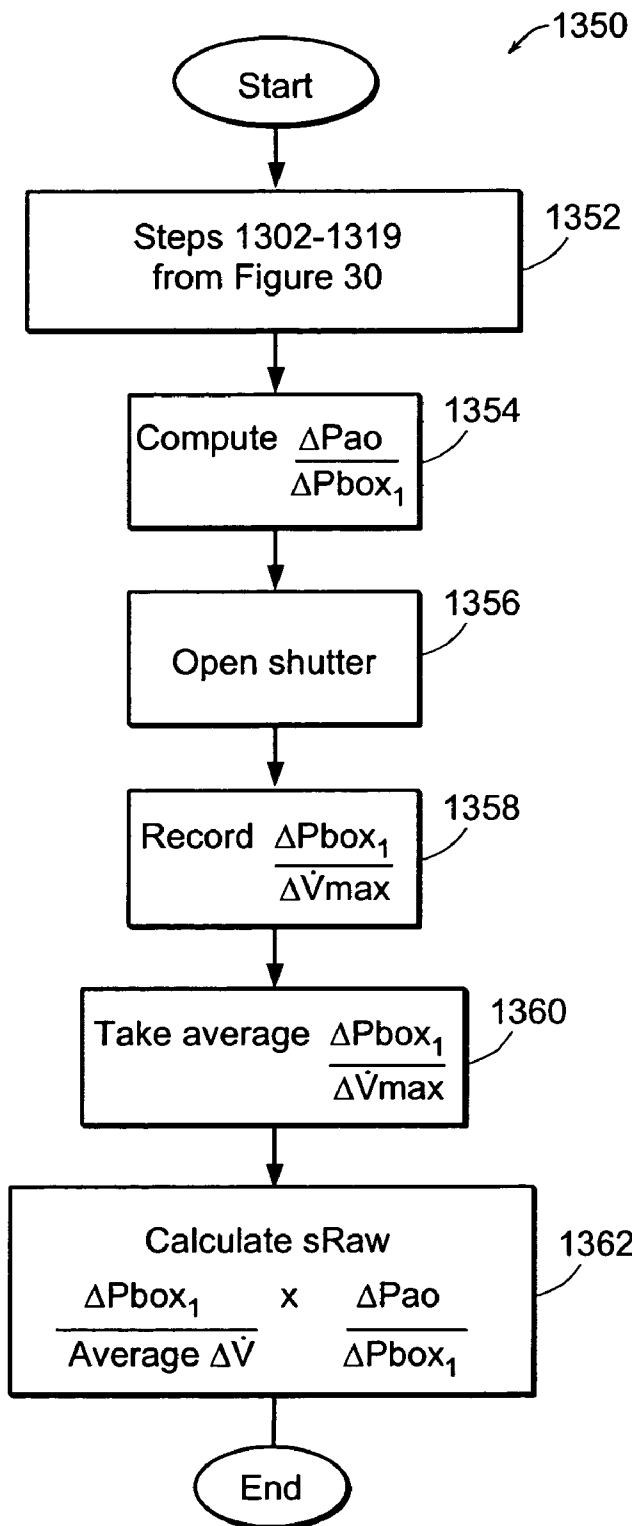 1350
Start
Steps 1302-1319
from Figure 30
1352
1354
Compute ΔPao
ΔPbox₁
1356
Open shutter
1358
Record ΔPbox₁
ΔV̇max
1360
Take average ΔPbox₁
ΔV̇max
Calculate sRaw
1362
ΔPbox₁ x ΔPao
Average ΔV̇ ΔPbox₁
End